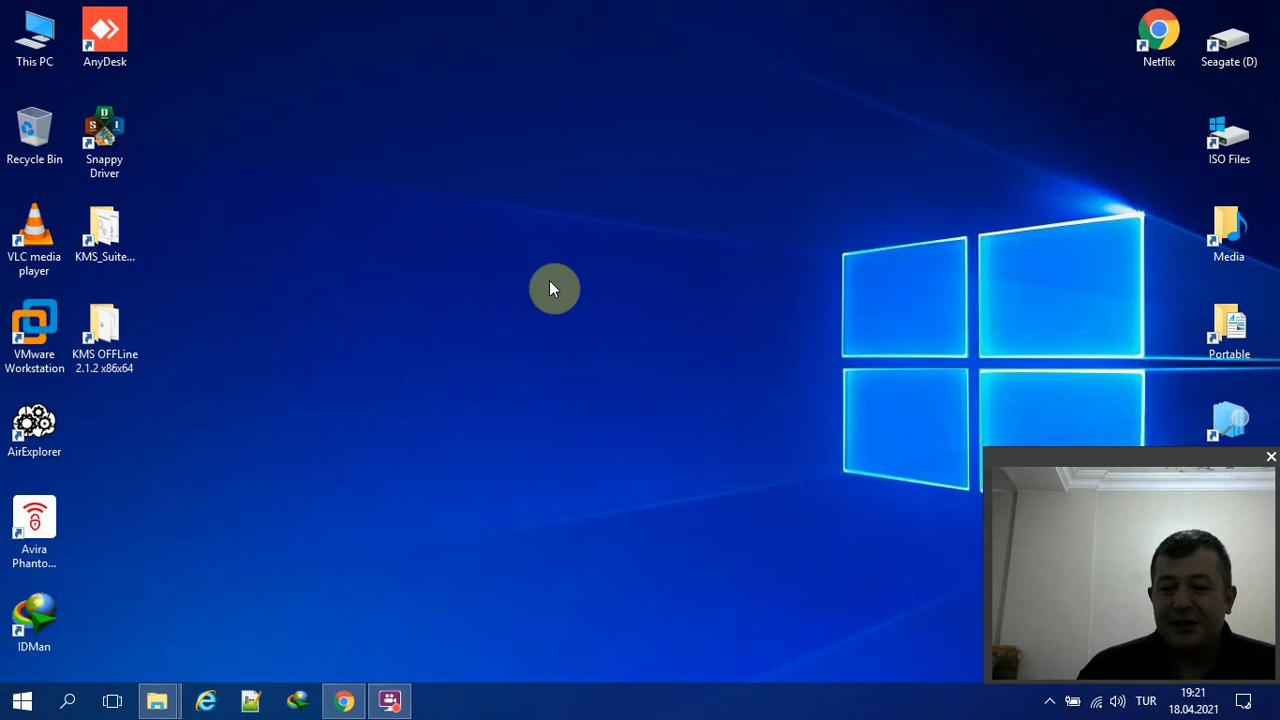 This PC
AnyDesk
Netflix
Seagate (D)
Recycle Bin
D
S
I
Snappy
Driver
ISO Files
VLC media
player
KMS_Suite...
Media
VMware
Workstation
KMS OFFLine
2.1.2 x86x64
Portable
AirExplorer
Avira
Phanto...
IDMan
TUR
19:21
18.04.2021